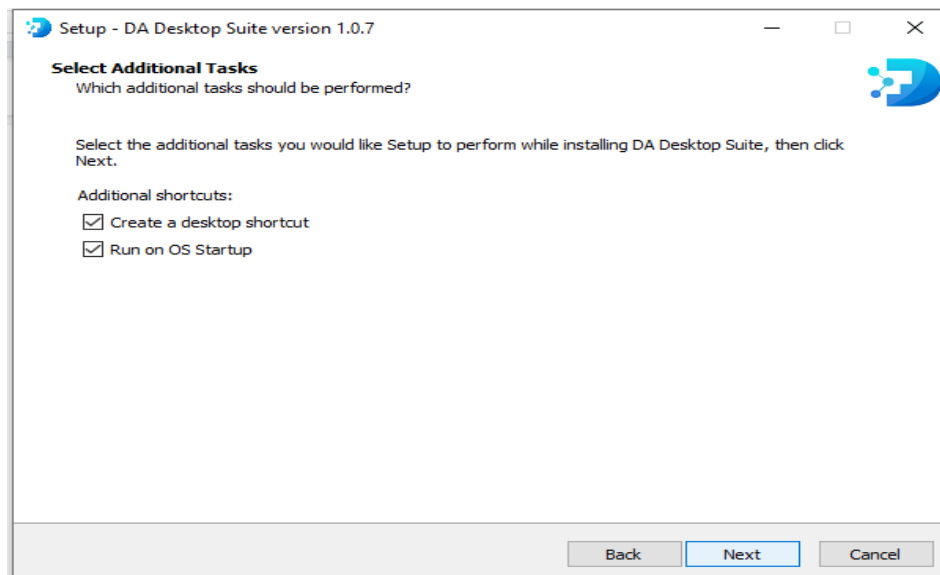 Setup - DA Desktop Suite version 1.0.7
Select Additional Tasks
Which additional tasks should be performed?
Select the additional tasks you would like Setup to perform while installing DA Desktop Suite, then click
Next.
Additional shortcuts:
Create a desktop shortcut
Run on OS Startup
Back Next Cancel